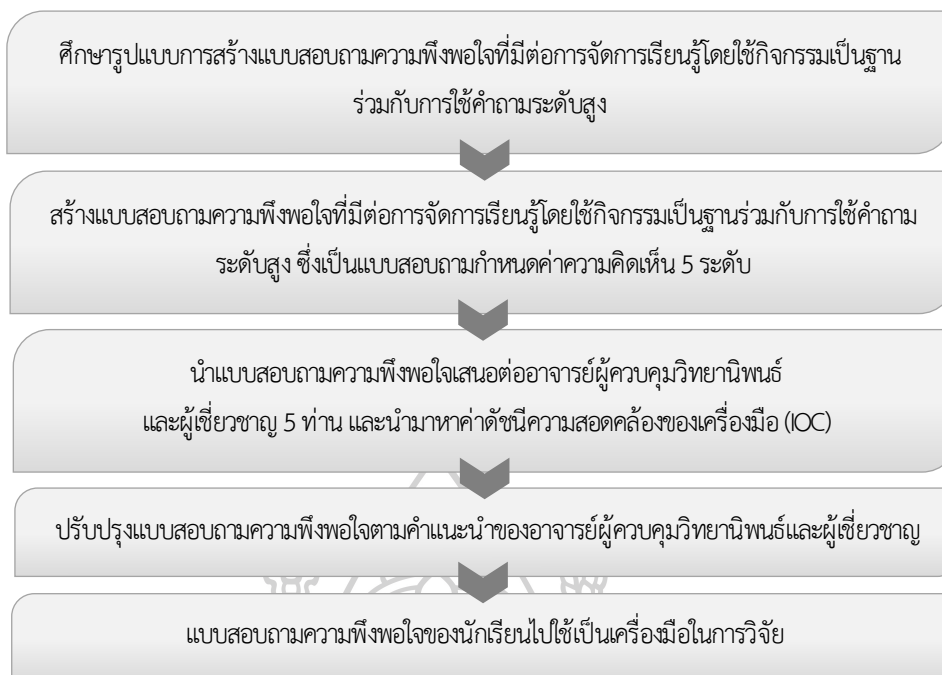 ศึกษารูปแบบการสร้างแบบสอบถามความพึงพอใจที่มีต่อการจัดการเรียนรู้โดยใช้กิจกรรมเป็นฐาน
ร่วมกับการใช้คำถามระดับสูง
สร้างแบบสอบถามความพึงพอใจที่มีต่อการจัดการเรียนรู้โดยใช้กิจกรรมเป็นฐานร่วมกับการใช้คำถาม
ระดับสูง ซึ่งเป็นแบบสอบถามกำหนดค่าความคิดเห็น 5 ระดับ
นำแบบสอบถามความพึงพอใจเสนอต่ออาจารย์ผู้ควบคุมวิทยานิพนธ์
และผู้เชี่ยวชาญ 5 ท่าน และนำมาหาค่าดัชนีความสอดคล้องของเครื่องมือ (IOC)
ปรับปรุงแบบสอบถามความพึงพอใจตามคำแนะนำของอาจารย์ผู้ควบคุมวิทยานิพนธ์และผู้เชี่ยวชาญ
แบบสอบถามความพึงพอใจของนักเรียนไปใช้เป็นเครื่องมือในการวิจัย